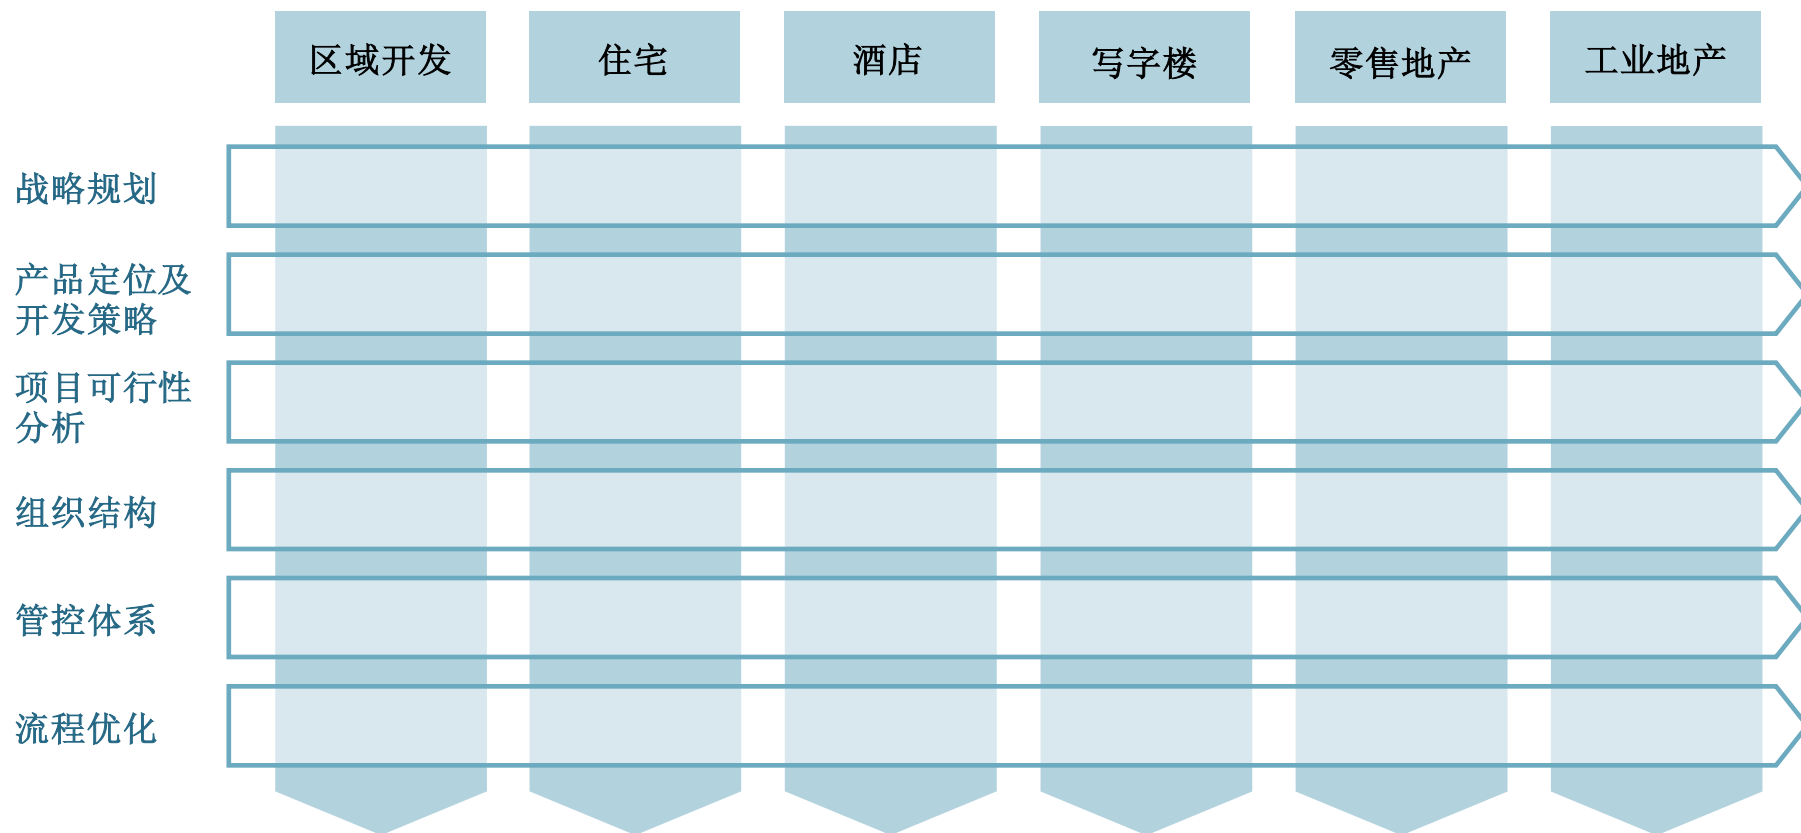 区域开发
住宅
酒店
写字楼
零售地产
工业地产
战略规划
产品定位及
开发策略
项目可行性
分析
组织结构
管控体系
流程优化